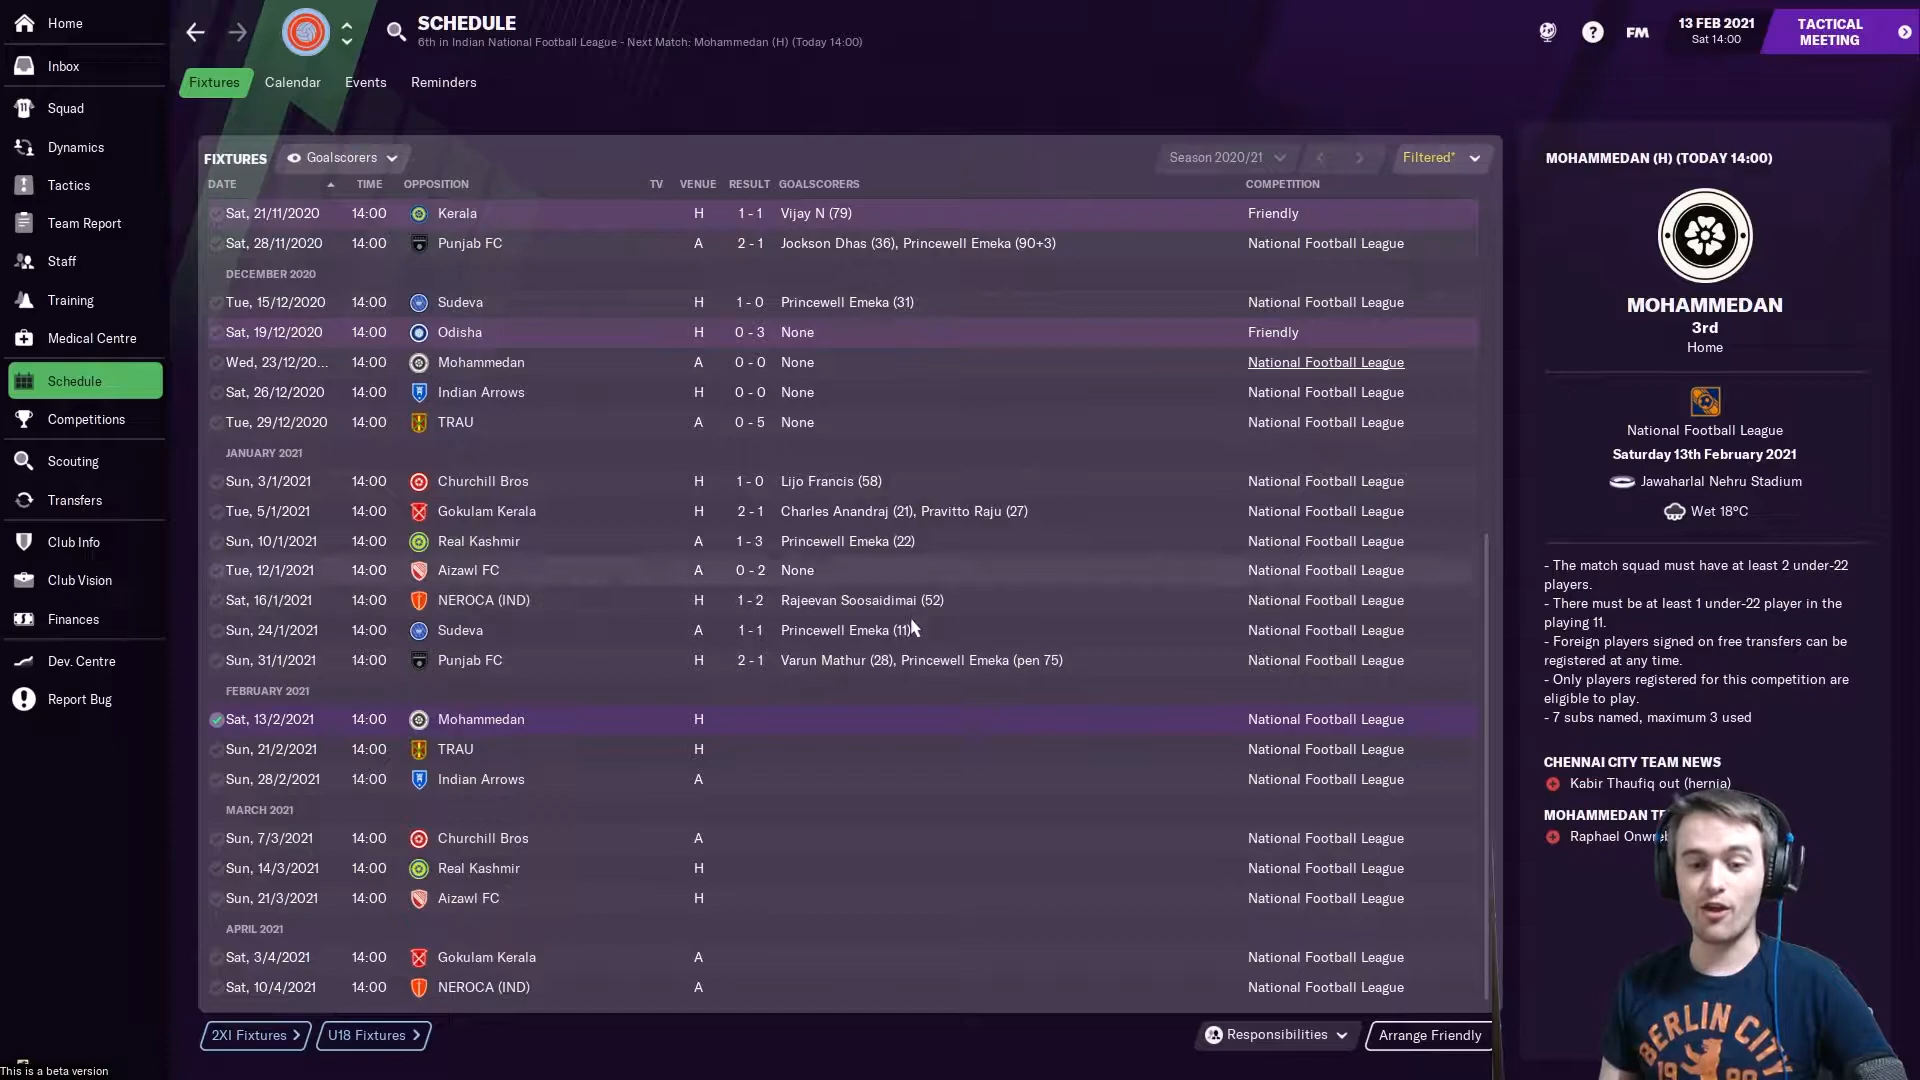 Home
Inbox
Squad
Dynamics
Tactics
Team Report
Staff
Training
Medical Centre
Schedule
Competitions
Scouting
Transfers
Club Info
Club Vision
Finances
Dev. Centre
Report Bug
This is a beta version
SCHEDULE
6th in Indian National Football League - Next Match: Mohammedan (H) (Today 14:00)
FM
13 FEB 2021
Sat 14:00
TACTICAL
MEETING
Fixtures Calendar Events Reminders
FIXTURES Goalscorers Season 2020/21 Filtered*
DATE TIME OPPOSITION TV VENUE RESULT GOALSCORERS COMPETITION
Sat, 21/11/2020 14:00 Kerala H 1 - 1 Vijay N (79) Friendly
Sat, 28/11/2020 14:00 Punjab FC A 2 - 1 Jockson Dhas (36), Princewell Emeka (90+3) National Football League
DECEMBER 2020
Tue, 15/12/2020 14:00 Sudeva H 1 - 0 Princewell Emeka (31) National Football League
Sat, 19/12/2020 14:00 Odisha H 0 - 3 None Friendly
Wed, 23/12/20... 14:00 Mohammedan A 0 - 0 None National Football League
Sat, 26/12/2020 14:00 Indian Arrows H 0 - 0 None National Football League
Tue, 29/12/2020 14:00 TRAU A 0 - 5 None National Football League
JANUARY 2021
Sun, 3/1/2021 14:00 Churchill Bros H 1 - 0 Lijo Francis (58) National Football League
Tue, 5/1/2021 14:00 Gokulam Kerala H 2 - 1 Charles Anandraj (21), Pravitto Raju (27) National Football League
Sun, 10/1/2021 14:00 Real Kashmir A 1 - 3 Princewell Emeka (22) National Football League
Tue, 12/1/2021 14:00 Aizawl FC A 0 - 2 None National Football League
Sat, 16/1/2021 14:00 NEROCA (IND) H 1 - 2 Rajeevan Soosaidimai (52) National Football League
Sun, 24/1/2021 14:00 Sudeva A 1 - 1 Princewell Emeka (11) National Football League
Sun, 31/1/2021 14:00 Punjab FC H 2 - 1 Varun Mathur (28), Princewell Emeka (pen 75) National Football League
FEBRUARY 2021
Sat, 13/2/2021 14:00 Mohammedan H National Football League
Sun, 21/2/2021 14:00 TRAU H National Football League
Sun, 28/2/2021 14:00 Indian Arrows A National Football League
MARCH 2021
Sun, 7/3/2021 14:00 Churchill Bros A National Football League
Sun, 14/3/2021 14:00 Real Kashmir H National Football League
Sun, 21/3/2021 14:00 Aizawl FC H National Football League
APRIL 2021
Sat, 3/4/2021 14:00 Gokulam Kerala A National Football League
Sat, 10/4/2021 14:00 NEROCA (IND) A National Football League
2XI Fixtures U18 Fixtures Responsibilities Arrange Friendly
MOHAMMEDAN (H) (TODAY 14:00)
MOHAMMEDAN
3rd
Home
National Football League
Saturday 13th February 2021
Jawaharlal Nehru Stadium
Wet 18ºC
- The match squad must have at least 2 under-22
players.
- There must be at least 1 under-22 player in the
playing 11.
- Foreign players signed on free transfers can be
registered at any time.
- Only players registered for this competition are
eligible to play.
- 7 subs named, maximum 3 used
CHENNAI CITY TEAM NEWS
Kabir Thaufiq out (hernia)
MOHAMMEDAN
Raphael
BERLIN CITY